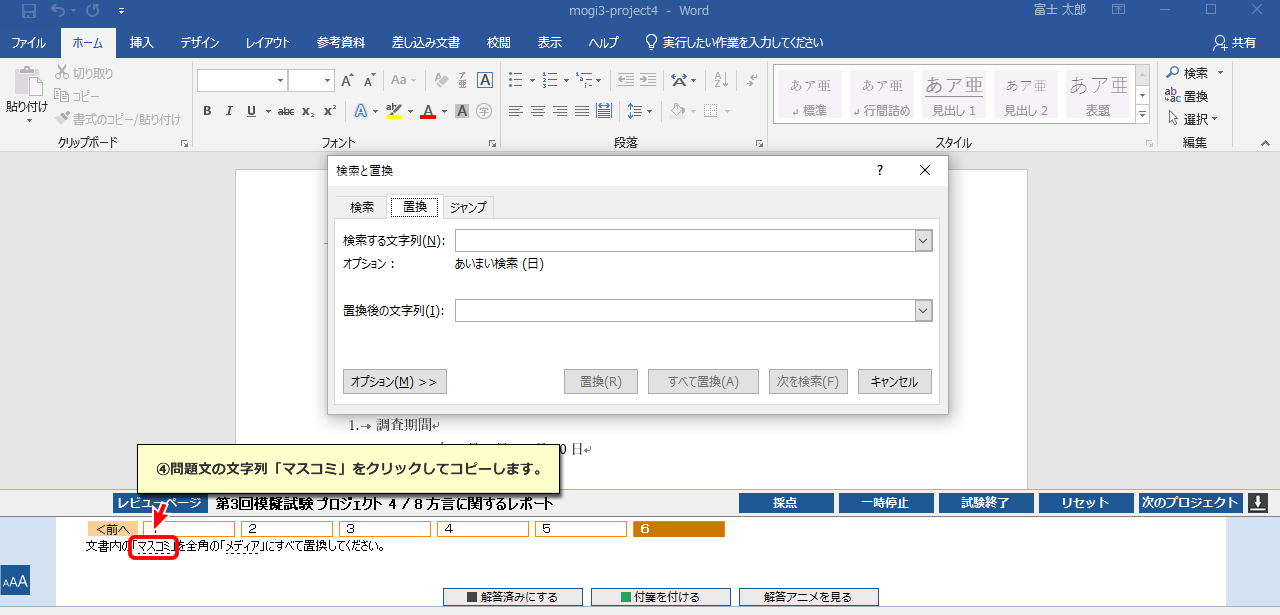 mogi3-project4 - Word
富士 太郎
ファイル ホーム 挿入 デザイン レイアウト 参考資料 差し込み文書 校閲 表示 ヘルプ 実行したい作業を入力してください 共有
貼り付け
切り取り
コピー
書式のコピー/貼り付け
クリップボード
Aa A
B I U abc x₂ x² A aby A A 字
フォント
段落
あア亜 あア亜 あア亜 あア亜 あア亜
↲ 標準 ↲ 行間詰め 見出し 1 見出し 2 表題
スタイル
検索
置換
選択
編集
検索と置換 ?
検索 置換 ジャンプ
検索する文字列(N):
オプション: あいまい検索 (日)
置換後の文字列(I):
オプション(M) >> 置換(R) すべて置換(A) 次を検索(F) キャンセル
1.→ 調査期間↵
0 日↵
④問題文の文字列「マスコミ」をクリックしてコピーします。
レビューページ 第3回模擬試験 プロジェクト 4 / 8 方言に関するレポート 採点 一時停止 試験終了 リセット 次のプロジェクト
<前へ 1 2 3 4 5 6
文書内の「マスコミ」を全角の「メディア」にすべて置換してください。
AAA
解答済みにする 付箋を付ける 解答アニメを見る